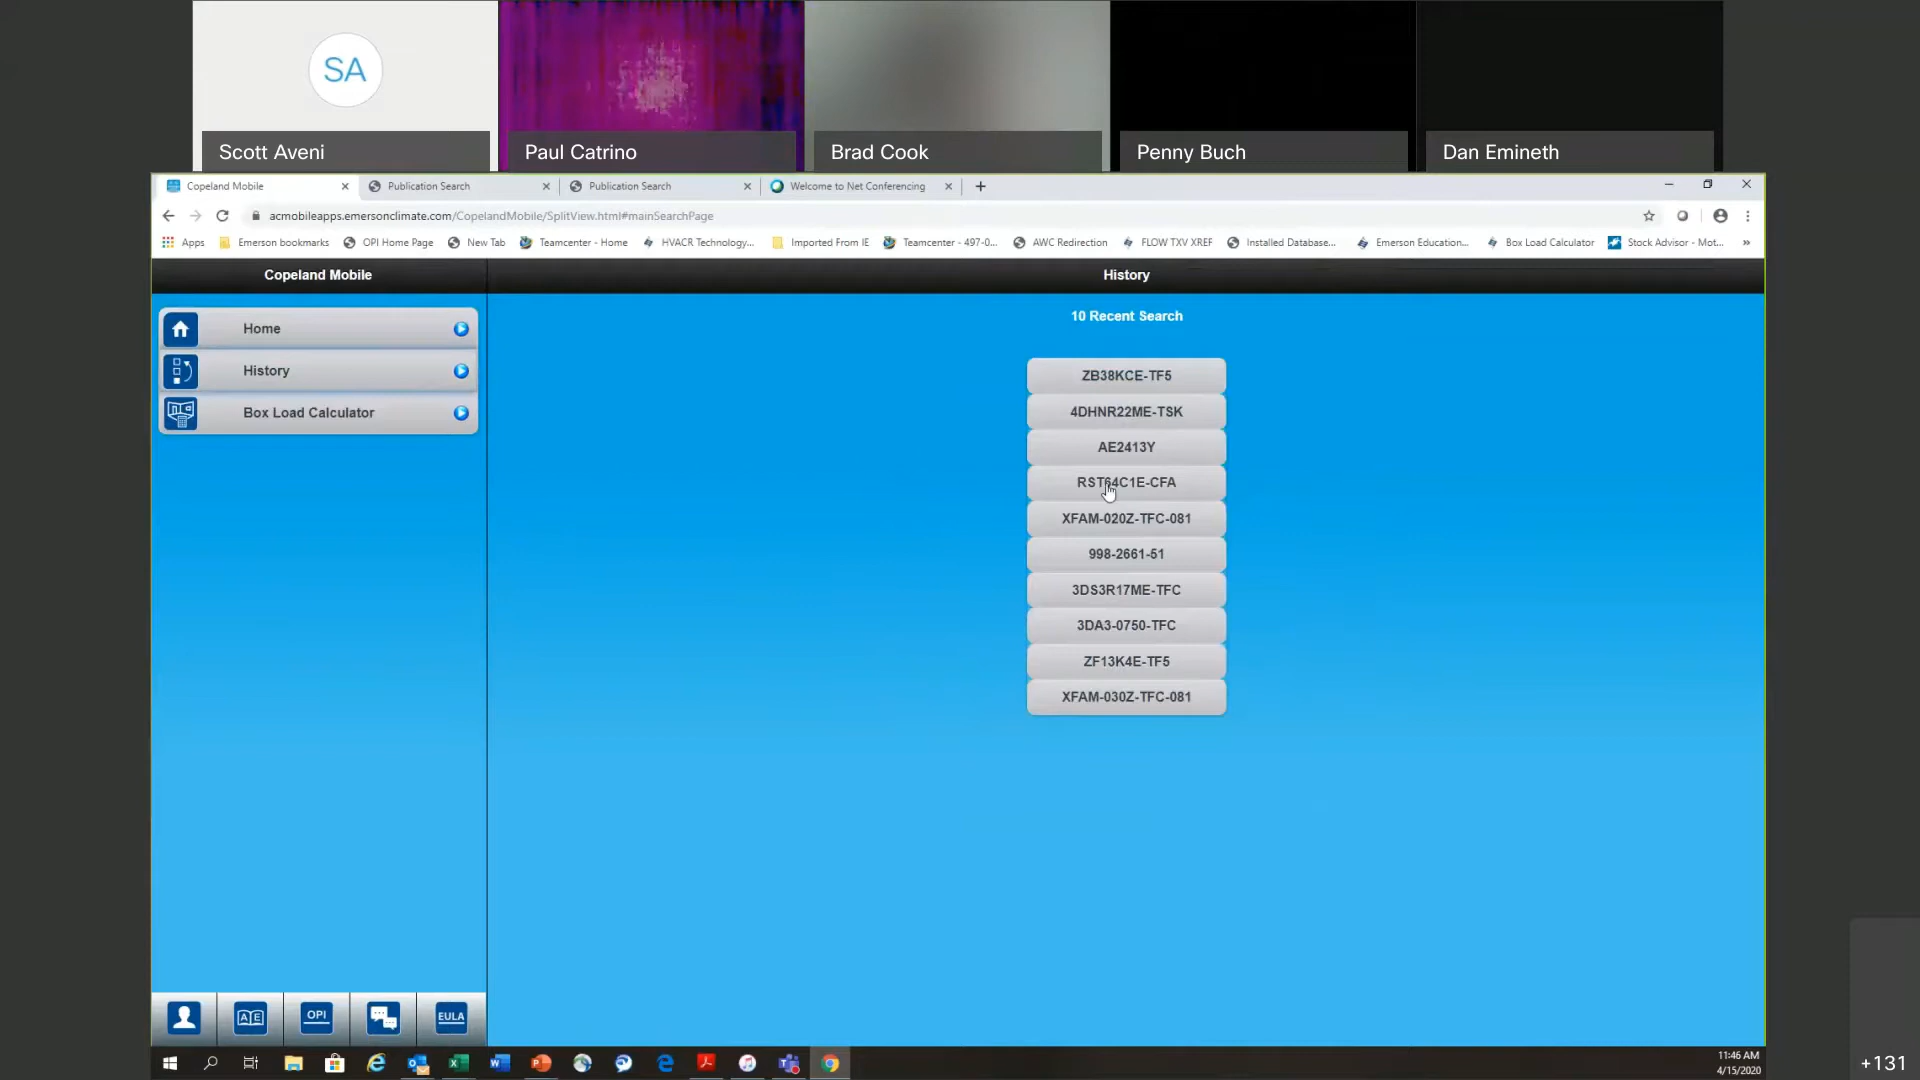 SA
Scott Aveni
Paul Catrino
Brad Cook
Penny Buch
Dan Emineth
Copeland Mobile
Publication Search
Publication Search
Welcome to Net Conferencing
acmobileapps.emersonclimate.com/CopelandMobile/SplitView.html#mainSearchPage
Apps
Emerson bookmarks
OPI Home Page
New Tab
Teamcenter - Home
HVACR Technology...
Imported From IE
Teamcenter - 497-0...
AWC Redirection
FLOW TXV XREF
Installed Database...
Emerson Education...
Box Load Calculator
Stock Advisor - Mot...
»
Copeland Mobile
History
Home
History
Box Load Calculator
10 Recent Search
ZB38KCE-TF5
4DHNR22ME-TSK
AE2413Y
RST64C1E-CFA
XFAM-020Z-TFC-081
998-2661-51
3DS3R17ME-TFC
3DA3-0750-TFC
ZF13K4E-TF5
XFAM-030Z-TFC-081
AE
OPI
EULA
11:46 AM
4/15/2020
+131